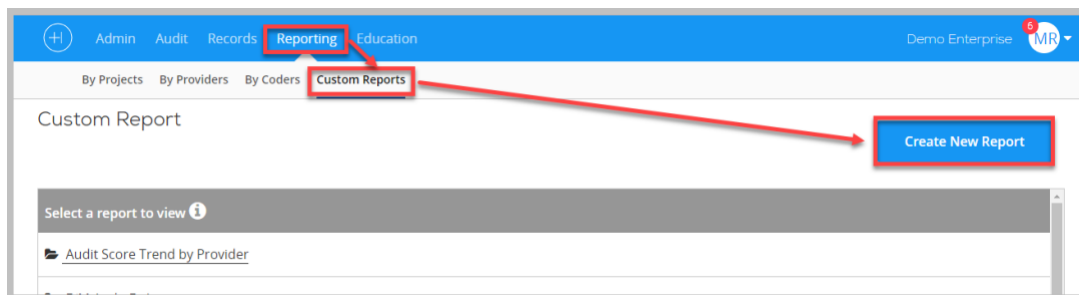 Admin Audit Records Reporting Education Demo Enterprise 6 MR
By Projects By Providers By Coders Custom Reports
Custom Report
Create New Report
Select a report to view
Audit Score Trend by Provider